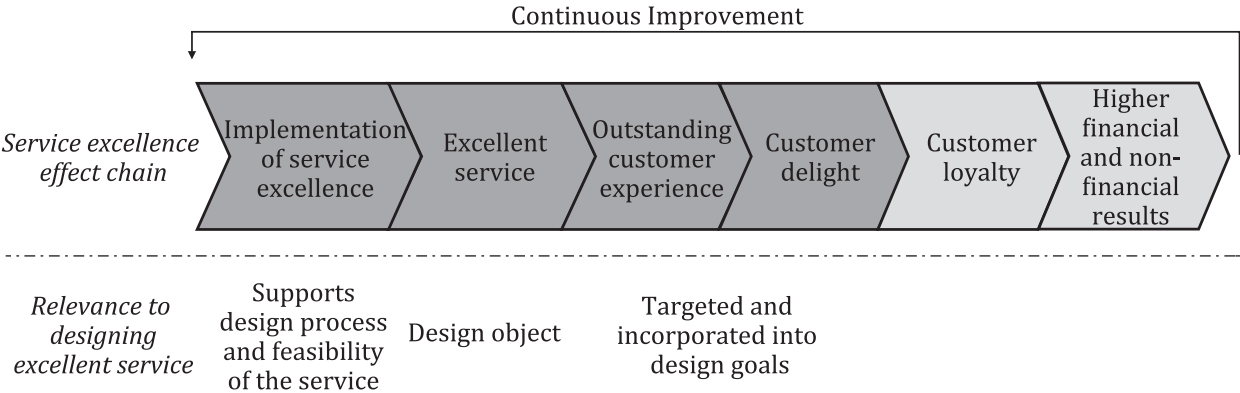 Continuous Improvement
Service excellence
effect chain
Implementation
of service
excellence
Excellent
service
Outstanding
customer
experience
Customer
delight
Customer
loyalty
Higher
financial
and non-
financial
results
Relevance to
designing
excellent service
Supports
design process
and feasibility
of the service
Design object
Targeted and
incorporated into
design goals